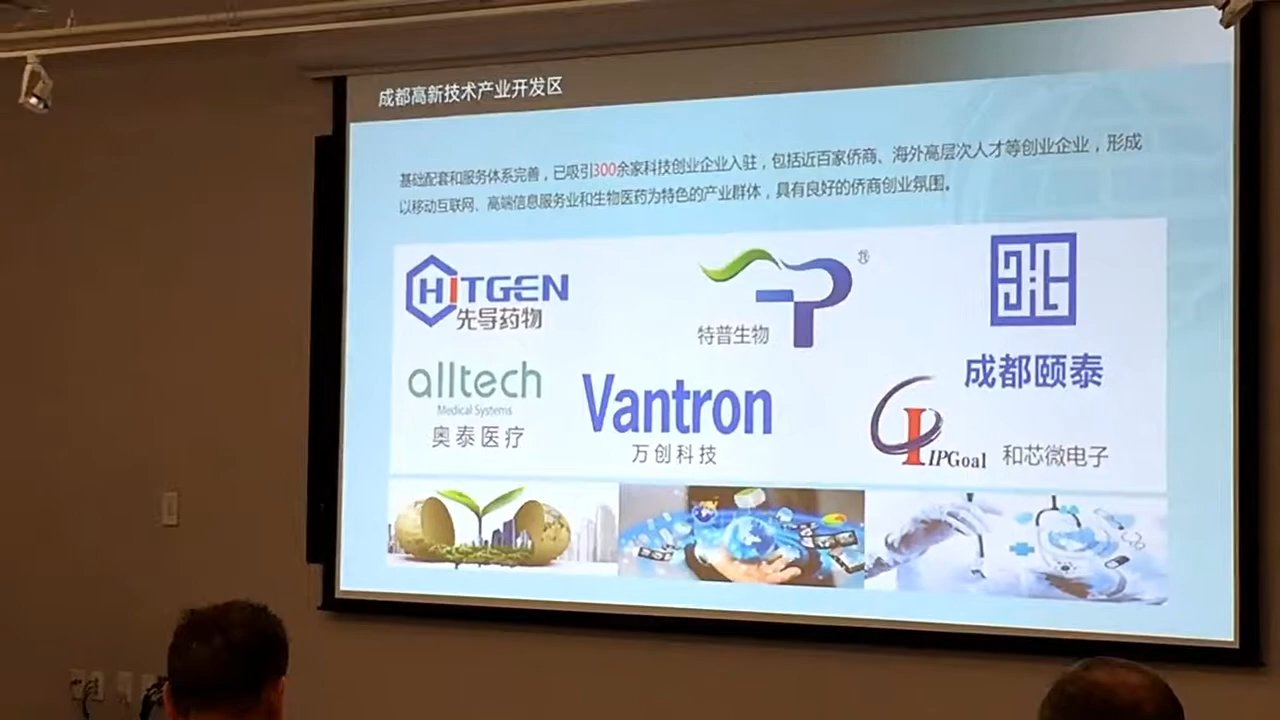 成都高新技术产业开发区
基础配套和服务体系完善，已吸引300余家科技创业企业入驻，包括近百家侨商、海外高层次人才等创业企业，形成
以移动互联网、高端信息服务业和生物医药为特色的产业群体，具有良好的侨商创业氛围。
HITGEN
先导药物
特普生物
®
成都颐泰
alltech
Medical Systems
奥泰医疗
Vantron
万创科技
IPGoal 和芯微电子